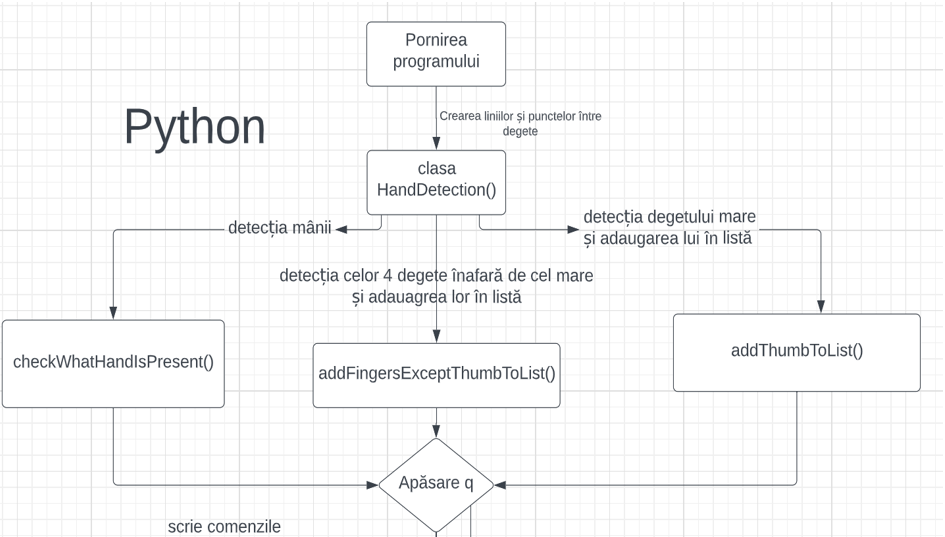 Pornirea
programului
Python
Crearea liniilor și punctelor între
degete
clasa
HandDetection()
detecția mânii
detecția degetului mare
și adaugarea lui în listă
detecția celor 4 degete înafară de cel mare
și adauagrea lor în listă
checkWhatHandIsPresent()
addFingersExceptThumbToList()
addThumbToList()
Apăsare q
scrie comenzile